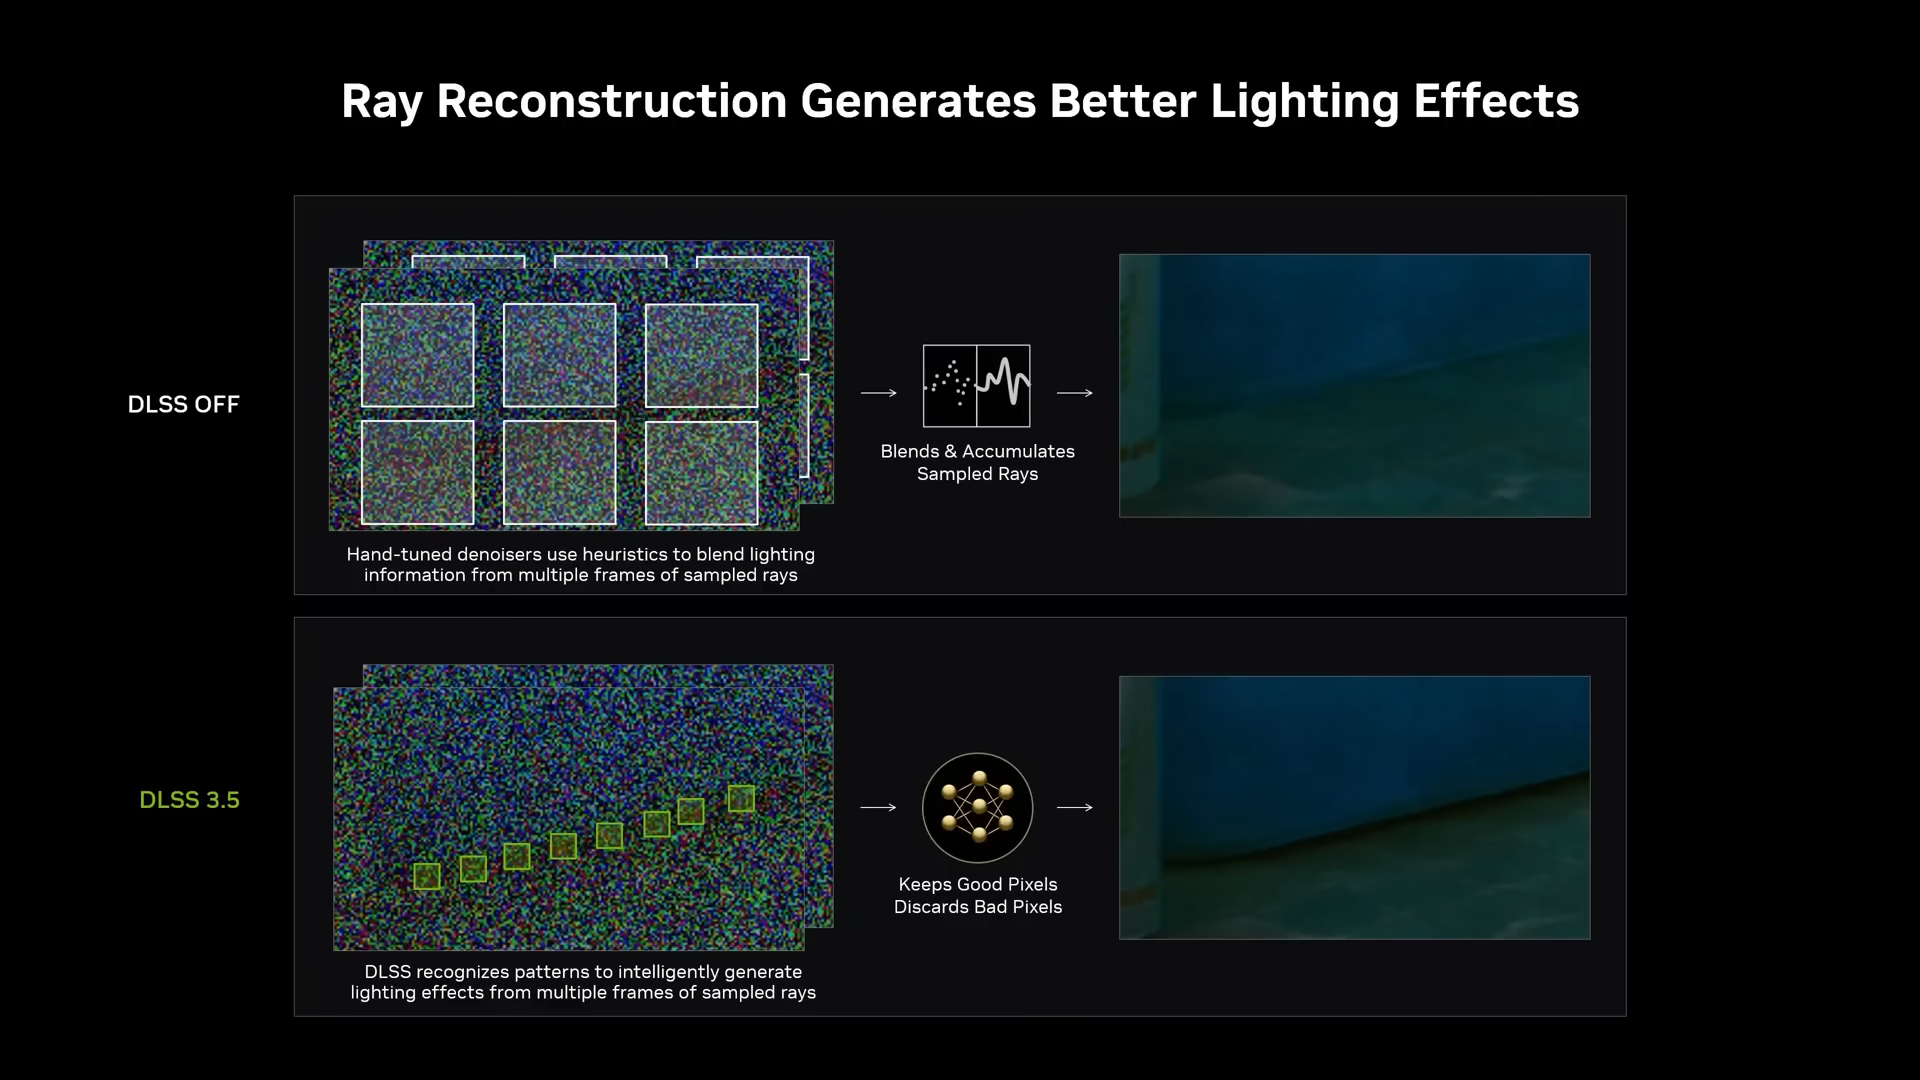 Ray Reconstruction Generates Better Lighting Effects
DLSS OFF
Hand-tuned denoisers use heuristics to blend lighting
information from multiple frames of sampled rays
Blends & Accumulates
Sampled Rays
DLSS 3.5
DLSS recognizes patterns to intelligently generate
lighting effects from multiple frames of sampled rays
Keeps Good Pixels
Discards Bad Pixels